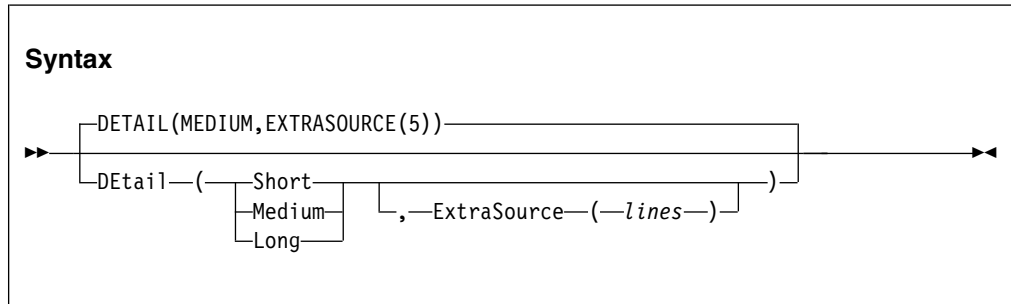 Syntax
DETAIL(MEDIUM,EXTRASOURCE(5))
DEtail ( Short )
Medium , ExtraSource ( lines )
Long